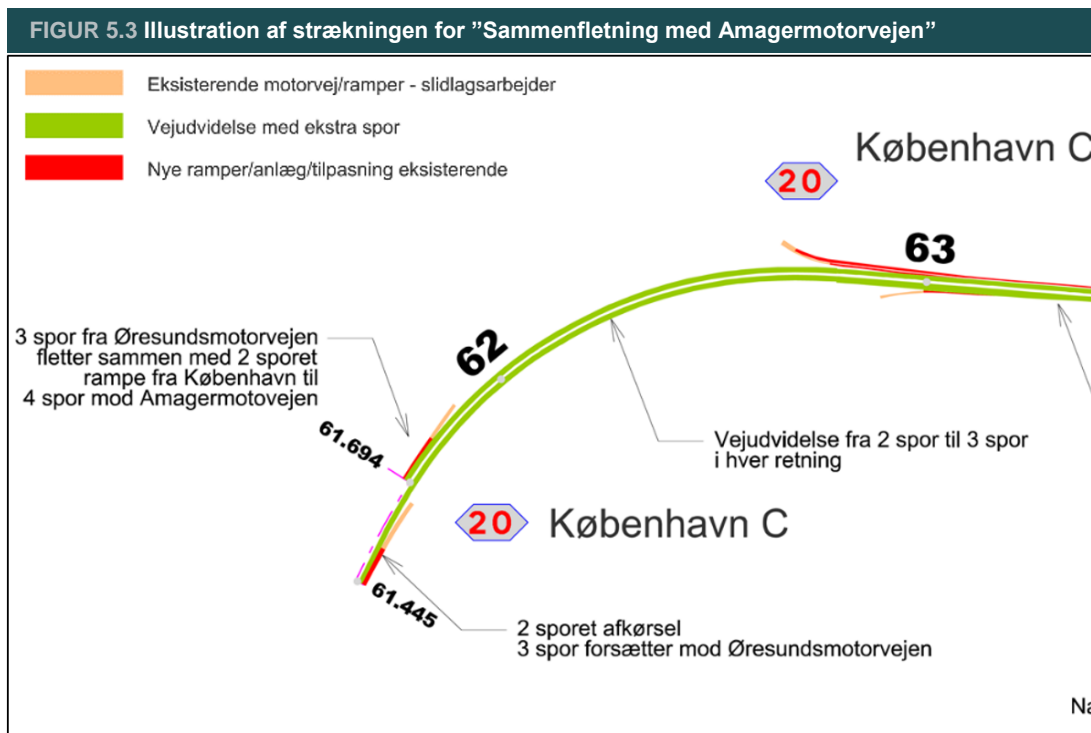 FIGUR 5.3 Illustration af strækningen for ”Sammenfletning med Amagermotorvejen”
Eksisterende motorvej/ramper - slidlagsarbejder
Vejudvidelse med ekstra spor
Nye ramper/anlæg/tilpasning eksisterende
København C
20
63
3 spor fra Øresundsmotorvejen
fletter sammen med 2 sporet
rampe fra København til
4 spor mod Amagermotovejen
62
61.694
Vejudvidelse fra 2 spor til 3 spor
i hver retning
20 København C
61.445
2 sporet afkørsel
3 spor forsætter mod Øresundsmotorvejen